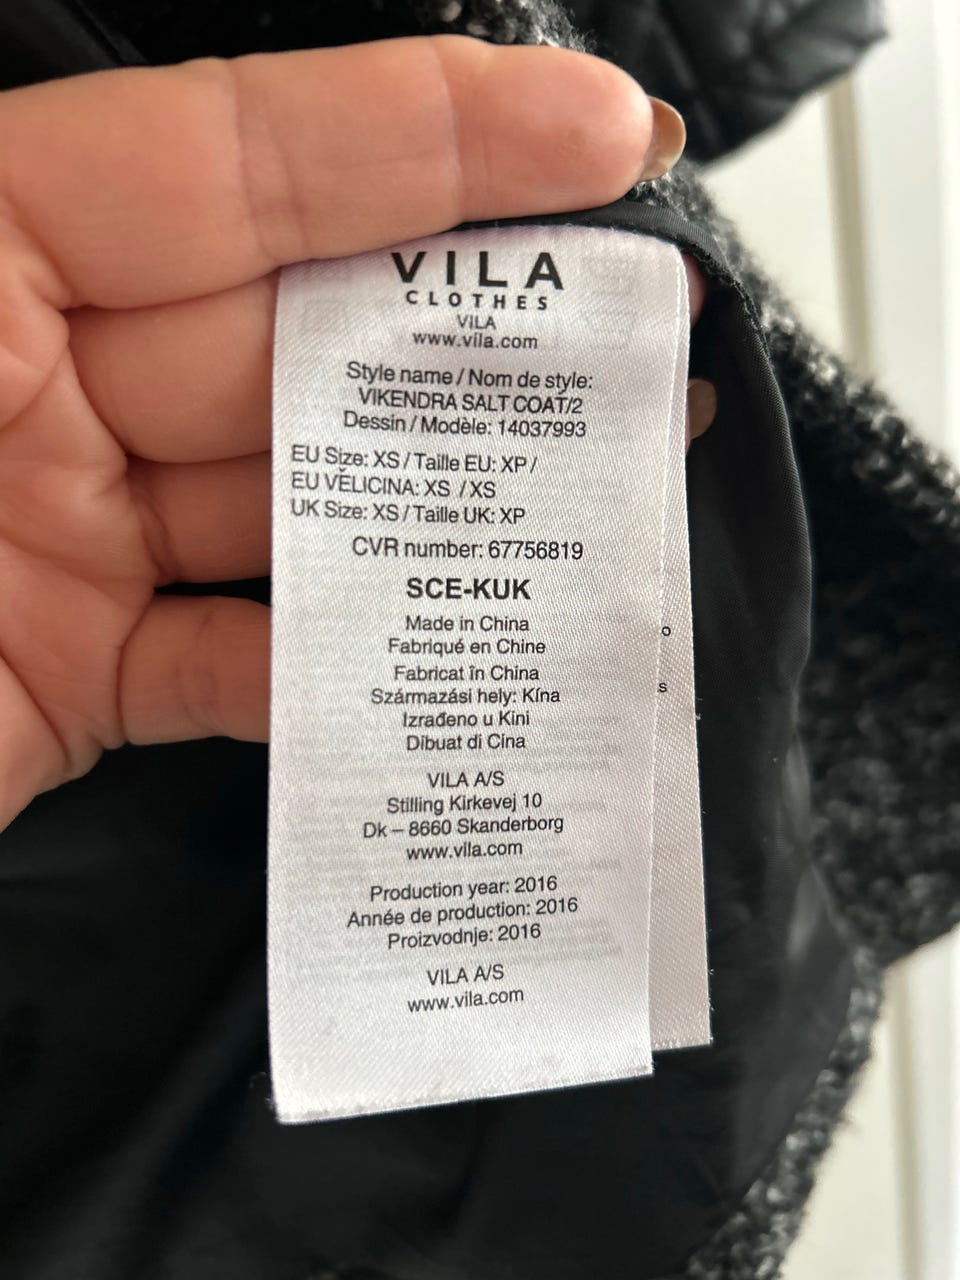 VILA
CLOTHES
VILA
www.vila.com
Style name / Nom de style:
VIKENDRA SALT COAT/2
Dessin / Modèle: 14037993
EU Size: XS / Taille EU: XP /
EU VĚLICINA: XS / XS
UK Size: XS / Taille UK: XP
CVR number: 67756819
SCE-KUK
Made in China
Fabriqué en Chine
Fabricat în China
Származási hely: Kína
Izrađeno u Kini
Dibuat di Cina
VILA A/S
Stilling Kirkevej 10
Dk – 8660 Skanderborg
www.vila.com
Production year: 2016
Année de production: 2016
Proizvodnje: 2016
VILA A/S
www.vila.com
o
s